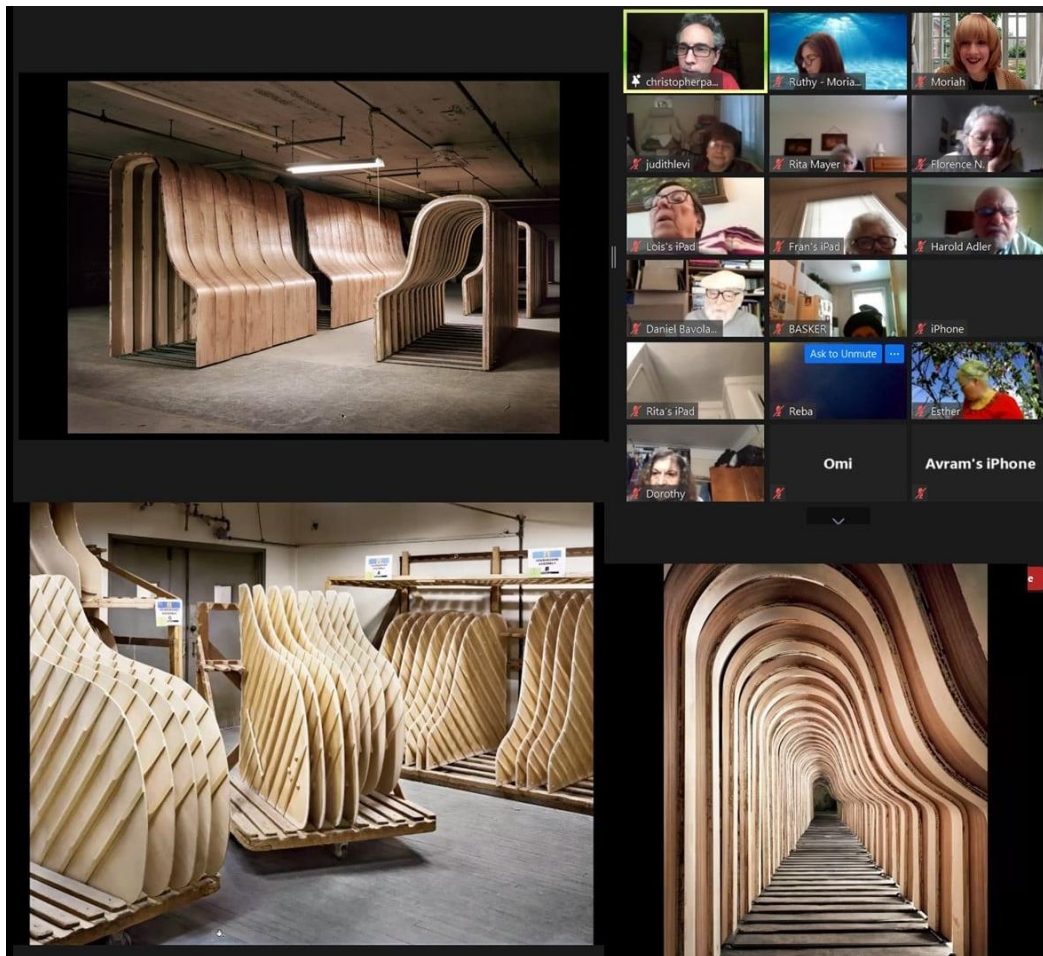 christopherpa...
Ruthy - Moria...
Moriah
judithlevi
Rita Mayer
Florence N.
Lois's iPad
Fran's iPad
Harold Adler
Daniel Bavola...
BASKER
iPhone
Rita's iPad
Ask to Unmute ...
Reba
Esther
Dorothy
Omi
Avram's iPhone
e